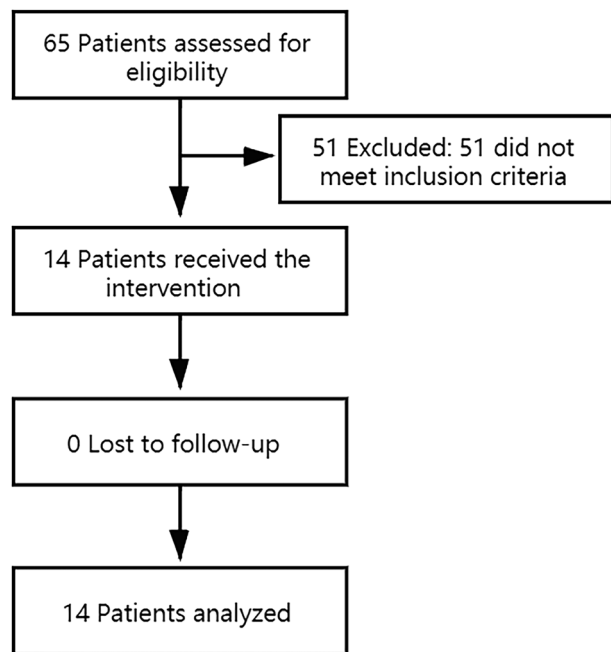 65 Patients assessed for
eligibility
51 Excluded: 51 did not
meet inclusion criteria
14 Patients received the
intervention
0 Lost to follow-up
14 Patients analyzed